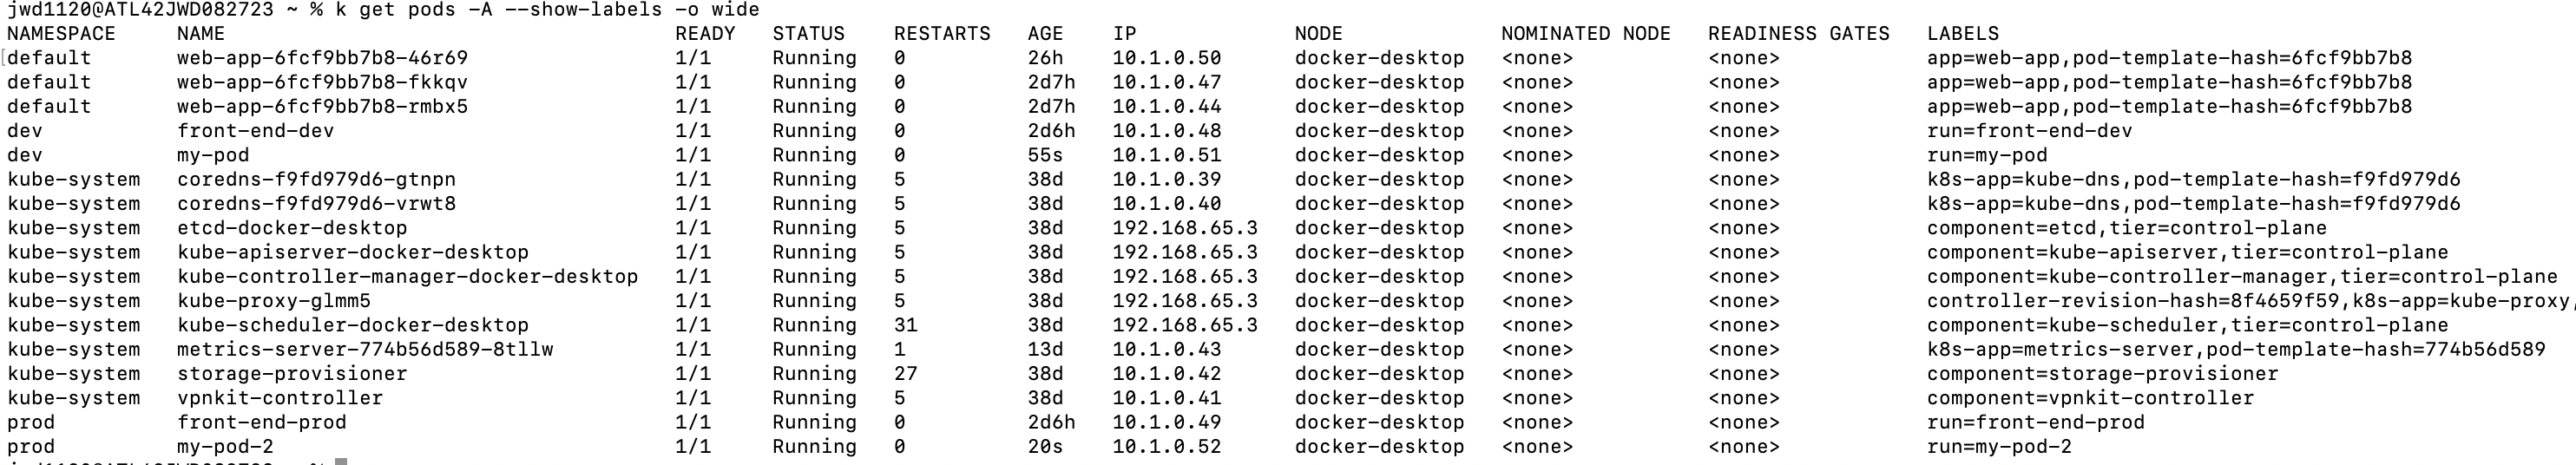 jwd1120@ATL42JWD082723 ~ % k get pods -A --show-labels -o wide
NAMESPACE NAME READY STATUS RESTARTS AGE IP NODE NOMINATED NODE READINESS GATES LABELS
default web-app-6fcf9bb7b8-46r69 1/1 Running 0 26h 10.1.0.50 docker-desktop <none> <none> app=web-app,pod-template-hash=6fcf9bb7b8
default web-app-6fcf9bb7b8-fkkqv 1/1 Running 0 2d7h 10.1.0.47 docker-desktop <none> <none> app=web-app,pod-template-hash=6fcf9bb7b8
default web-app-6fcf9bb7b8-rmbx5 1/1 Running 0 2d7h 10.1.0.44 docker-desktop <none> <none> app=web-app,pod-template-hash=6fcf9bb7b8
dev front-end-dev 1/1 Running 0 2d6h 10.1.0.48 docker-desktop <none> <none> run=front-end-dev
dev my-pod 1/1 Running 0 55s 10.1.0.51 docker-desktop <none> <none> run=my-pod
kube-system coredns-f9fd979d6-gtnpn 1/1 Running 5 38d 10.1.0.39 docker-desktop <none> <none> k8s-app=kube-dns,pod-template-hash=f9fd979d6
kube-system coredns-f9fd979d6-vrwt8 1/1 Running 5 38d 10.1.0.40 docker-desktop <none> <none> k8s-app=kube-dns,pod-template-hash=f9fd979d6
kube-system etcd-docker-desktop 1/1 Running 5 38d 192.168.65.3 docker-desktop <none> <none> component=etcd,tier=control-plane
kube-system kube-apiserver-docker-desktop 1/1 Running 5 38d 192.168.65.3 docker-desktop <none> <none> component=kube-apiserver,tier=control-plane
kube-system kube-controller-manager-docker-desktop 1/1 Running 5 38d 192.168.65.3 docker-desktop <none> <none> component=kube-controller-manager,tier=control-plane
kube-system kube-proxy-glmm5 1/1 Running 5 38d 192.168.65.3 docker-desktop <none> <none> controller-revision-hash=8f4659f59,k8s-app=kube-proxy,
kube-system kube-scheduler-docker-desktop 1/1 Running 31 38d 192.168.65.3 docker-desktop <none> <none> component=kube-scheduler,tier=control-plane
kube-system metrics-server-774b56d589-8tllw 1/1 Running 1 13d 10.1.0.43 docker-desktop <none> <none> k8s-app=metrics-server,pod-template-hash=774b56d589
kube-system storage-provisioner 1/1 Running 27 38d 10.1.0.42 docker-desktop <none> <none> component=storage-provisioner
kube-system vpnkit-controller 1/1 Running 5 38d 10.1.0.41 docker-desktop <none> <none> component=vpnkit-controller
prod front-end-prod 1/1 Running 0 2d6h 10.1.0.49 docker-desktop <none> <none> run=front-end-prod
prod my-pod-2 1/1 Running 0 20s 10.1.0.52 docker-desktop <none> <none> run=my-pod-2